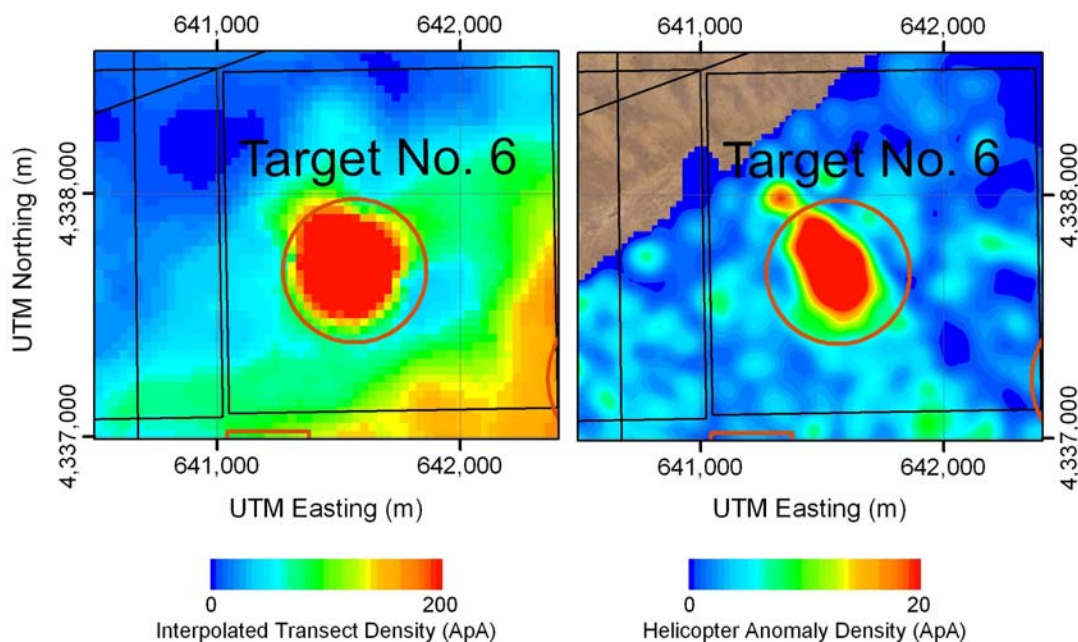 641,000 642,000 641,000 642,000
Target No. 6 Target No. 6
UTM Northing (m)
4,338,000 4,338,000
4,337,000 4,337,000
641,000 642,000 641,000 642,000
UTM Easting (m) UTM Easting (m)
0 200 0 20
Interpolated Transect Density (ApA) Helicopter Anomaly Density (ApA)